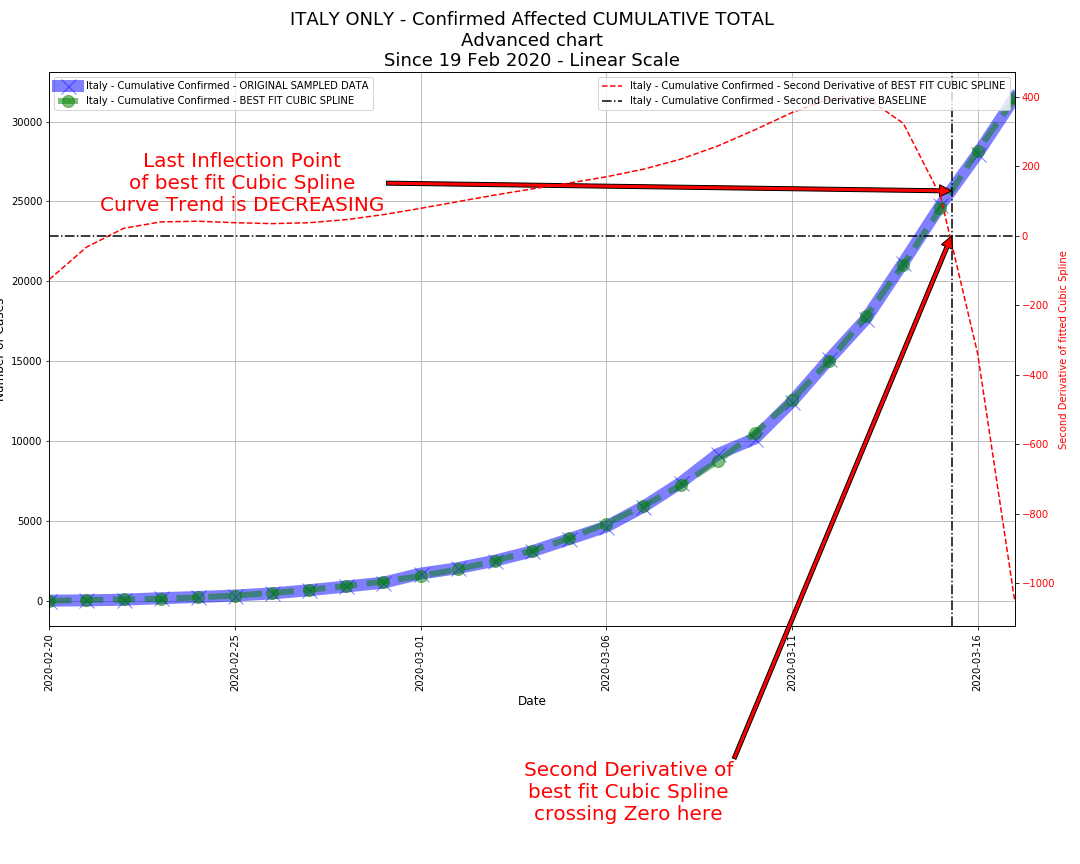 ITALY ONLY - Confirmed Affected CUMULATIVE TOTAL
Advanced chart
Since 19 Feb 2020 - Linear Scale
Italy - Cumulative Confirmed - ORIGINAL SAMPLED DATA
Italy - Cumulative Confirmed - BEST FIT CUBIC SPLINE
Italy - Cumulative Confirmed - Second Derivative of BEST FIT CUBIC SPLINE
Italy - Cumulative Confirmed - Second Derivative BASELINE
Last Inflection Point
of best fit Cubic Spline
Curve Trend is DECREASING
30000
25000
20000
15000
10000
5000
0
400
200
0
−200
−400
−600
−800
−1000
Second Derivative of fitted Cubic Spline
2020-02-20
2020-02-25
2020-03-01
2020-03-06
2020-03-11
2020-03-16
Date
Second Derivative of
best fit Cubic Spline
crossing Zero here